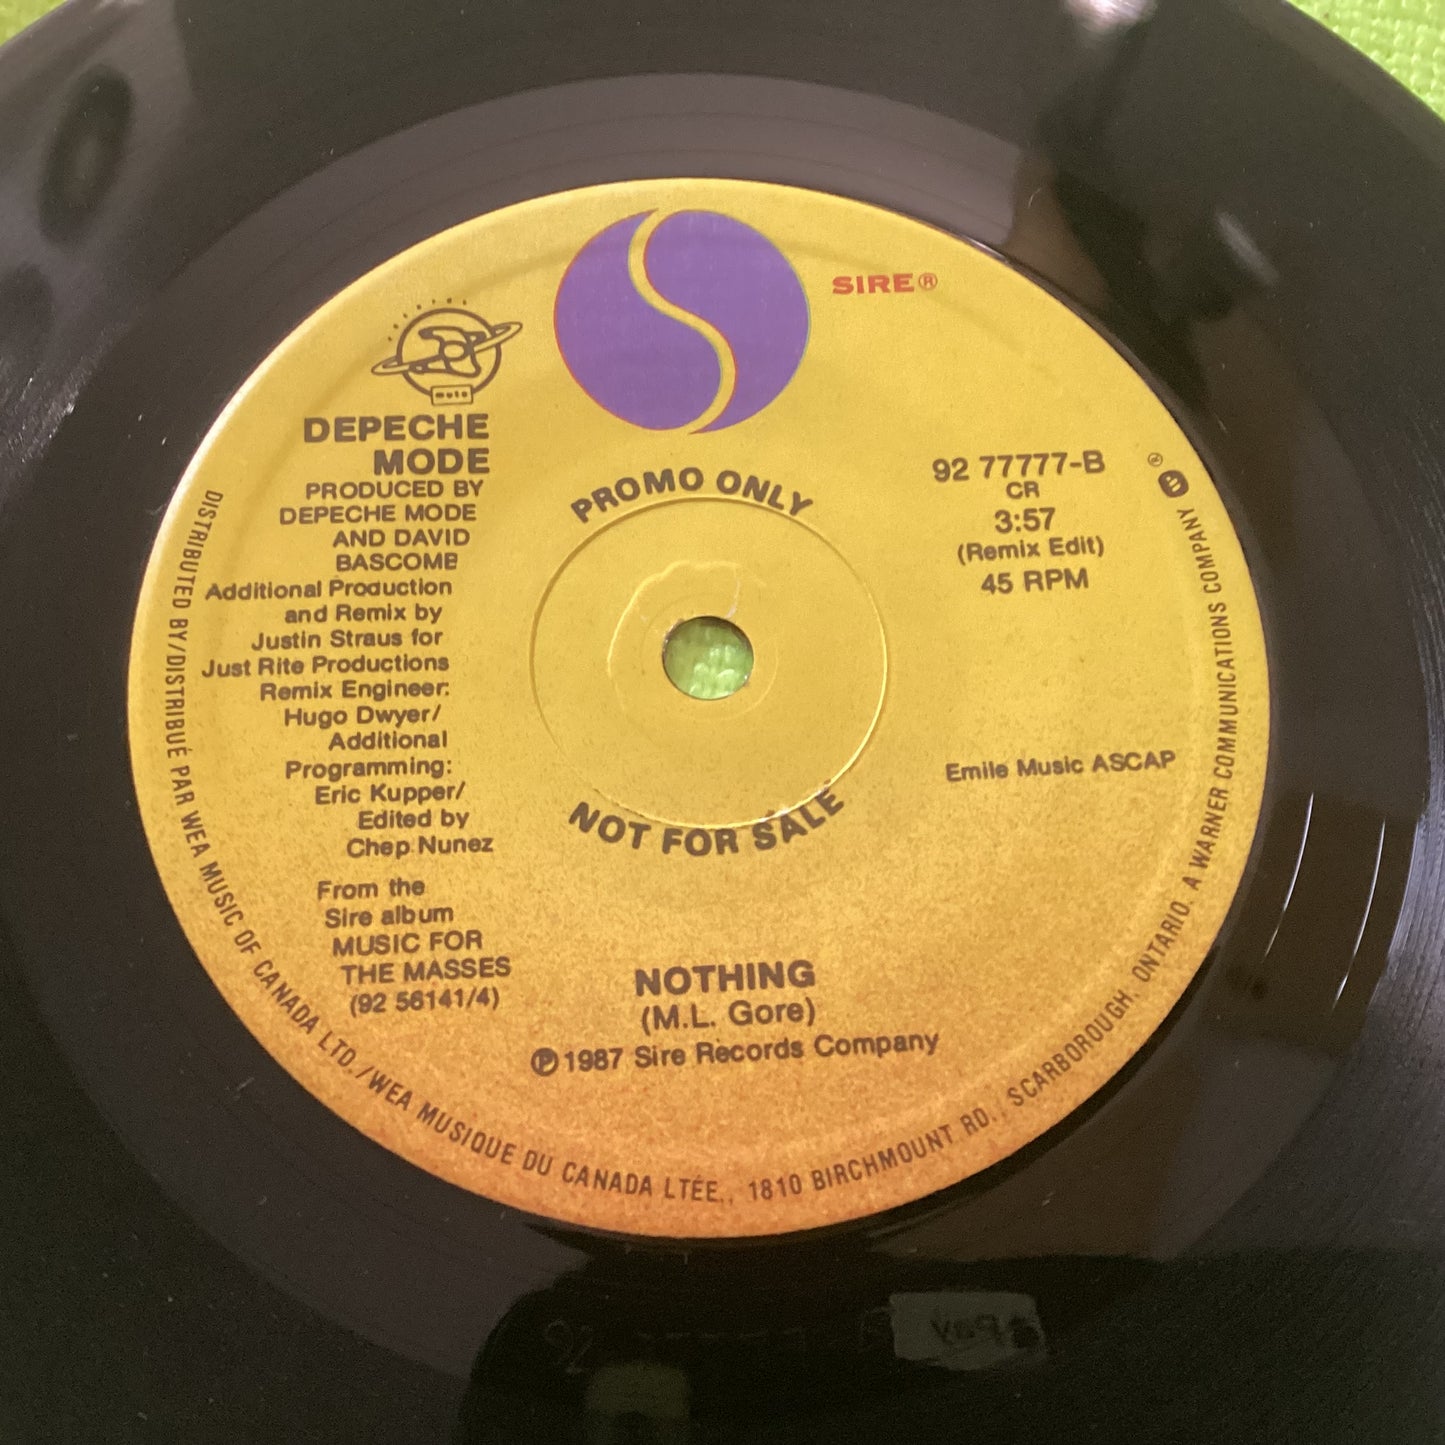 SIRE®
mute
DEPECHE
MODE
PRODUCED BY
DEPECHE MODE
AND DAVID
BASCOMB
Additional Production
and Remix by
Justin Straus for
Just Rite Productions
Remix Engineer:
Hugo Dwyer/
Additional
Programming:
Eric Kupper/
Edited by
Chep Nunez
From the
Sire album
MUSIC FOR
THE MASSES
(92 56141/4)
PROMO ONLY
NOT FOR SALE
92 77777-B
CR
3:57
(Remix Edit)
45 RPM
Emile Music ASCAP
NOTHING
(M.L. Gore)
℗ 1987 Sire Records Company
DISTRIBUTED BY/DISTRIBUÉ PAR WEA MUSIC OF CANADA LTD./WEA MUSIQUE DU CANADA LTÉE., 1810 BIRCHMOUNT RD., SCARBOROUGH, ONTARIO. A WARNER COMMUNICATIONS COMPANY